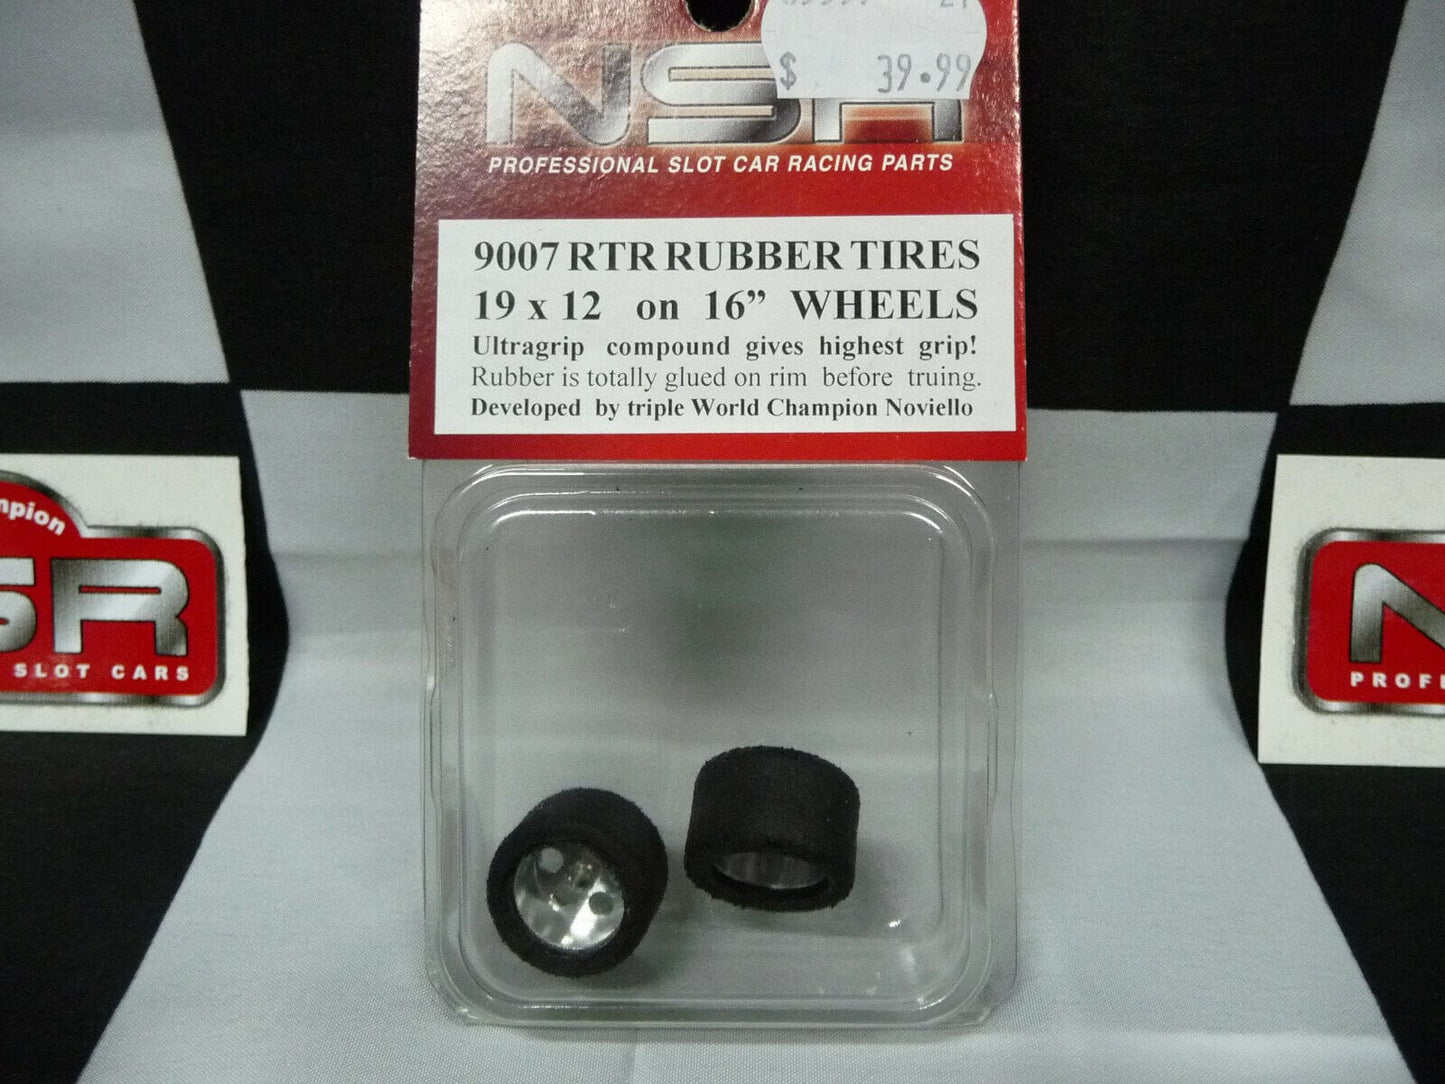 $ 39.99
NSR
PROFESSIONAL SLOT CAR RACING PARTS
9007 RTR RUBBER TIRES
19 x 12 on 16” WHEELS
Ultragrip compound gives highest grip!
Rubber is totally glued on rim before truing.
Developed by triple World Champion Noviello
mpion
SR
SLOT CARS
N
PROFE